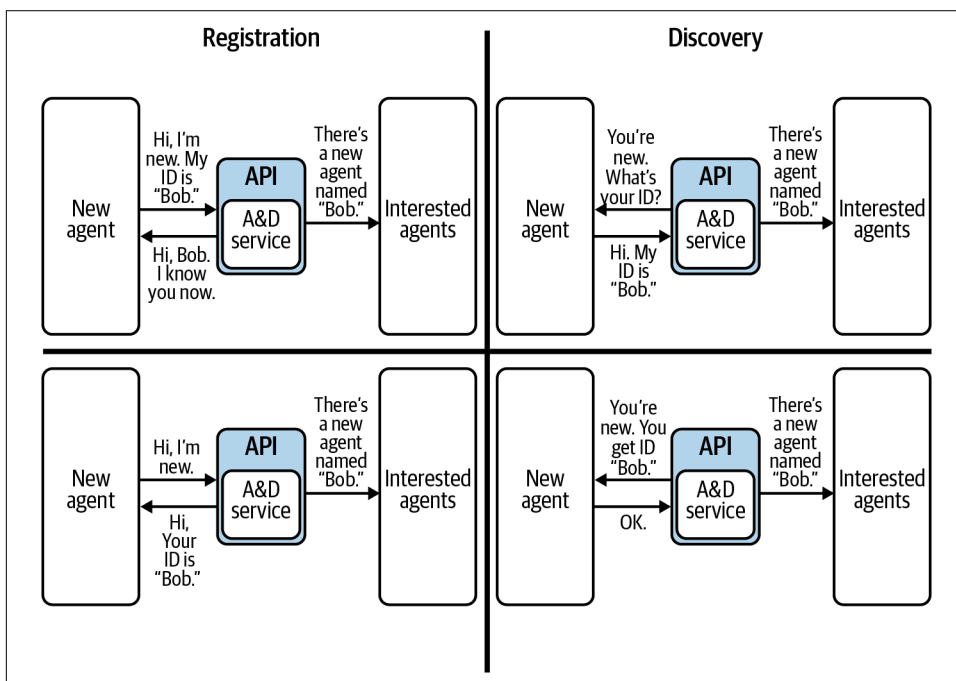 Registration
Discovery
New
agent
Hi, I'm
new. My
ID is
“Bob.”
Hi, Bob.
I know
you now.
API
A&D
service
There's
a new
agent
named
“Bob.”
Interested
agents
New
agent
You're
new.
What's
your ID?
Hi. My
ID is
“Bob.”
API
A&D
service
There's
a new
agent
named
“Bob.”
Interested
agents
New
agent
Hi, I'm
new.
Hi,
Your
ID is
“Bob.”
API
A&D
service
There's
a new
agent
named
“Bob.”
Interested
agents
New
agent
You're
new. You
get ID
“Bob.”
OK.
API
A&D
service
There's
a new
agent
named
“Bob.”
Interested
agents